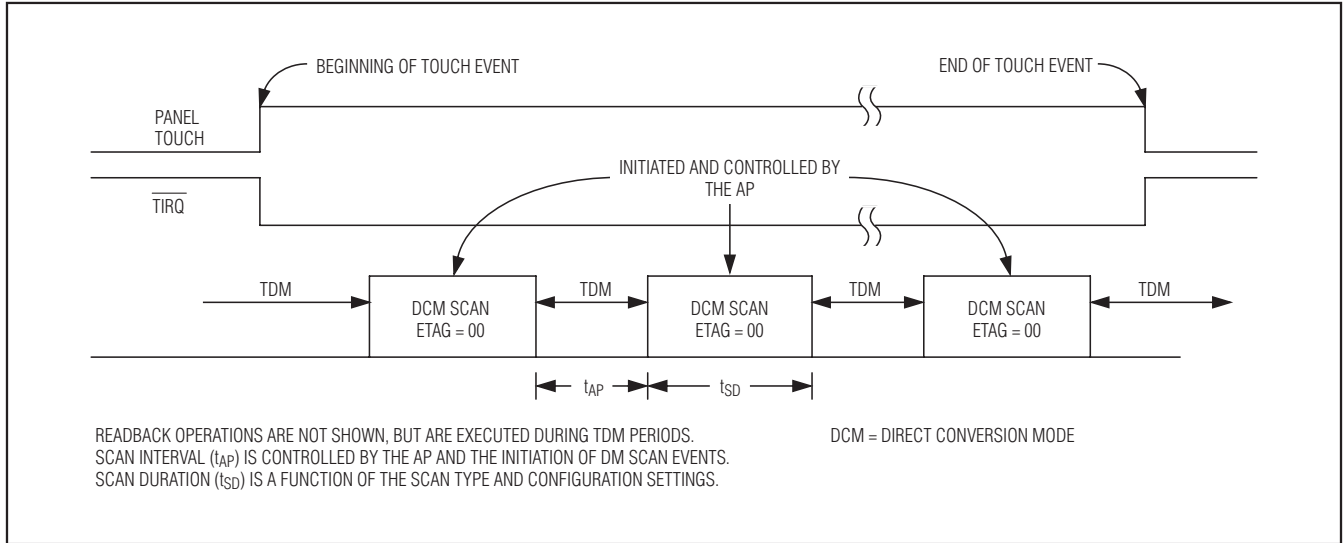 BEGINNING OF TOUCH EVENT
END OF TOUCH EVENT
PANEL
TOUCH
INITIATED AND CONTROLLED BY
THE AP
TIRQ
TDM
DCM SCAN
ETAG = 00
TDM
DCM SCAN
ETAG = 00
TDM
DCM SCAN
ETAG = 00
TDM
tAP
tSD
READBACK OPERATIONS ARE NOT SHOWN, BUT ARE EXECUTED DURING TDM PERIODS.
SCAN INTERVAL (tAP) IS CONTROLLED BY THE AP AND THE INITIATION OF DM SCAN EVENTS.
SCAN DURATION (tSD) IS A FUNCTION OF THE SCAN TYPE AND CONFIGURATION SETTINGS.
DCM = DIRECT CONVERSION MODE